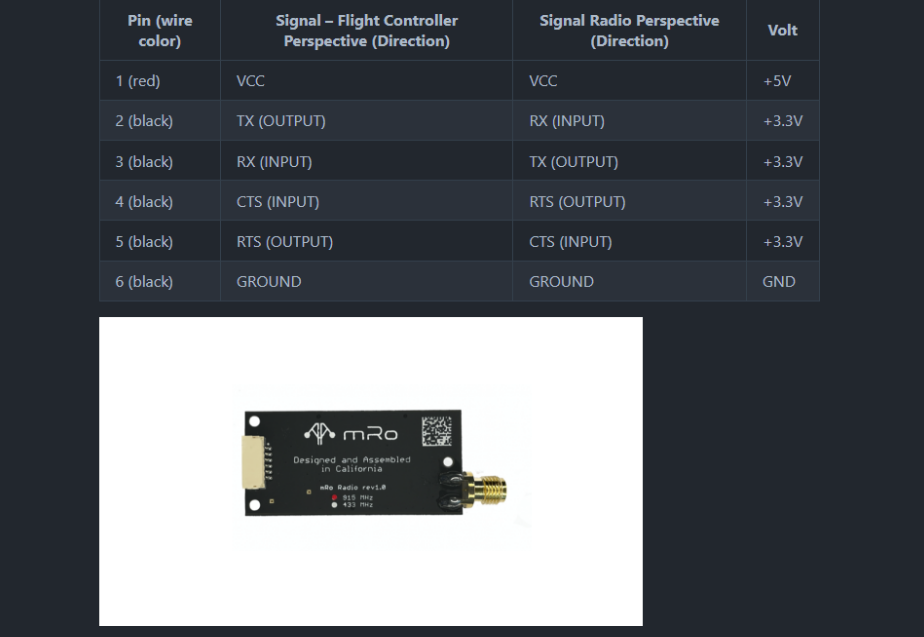 Pin (wire color) Signal – Flight Controller Perspective (Direction) Signal Radio Perspective (Direction) Volt
1 (red) VCC VCC +5V
2 (black) TX (OUTPUT) RX (INPUT) +3.3V
3 (black) RX (INPUT) TX (OUTPUT) +3.3V
4 (black) CTS (INPUT) RTS (OUTPUT) +3.3V
5 (black) RTS (OUTPUT) CTS (INPUT) +3.3V
6 (black) GROUND GROUND GND
mRo
Designed and Assembled
in California
mRo Radio rev1.0
915 MHz
433 MHz